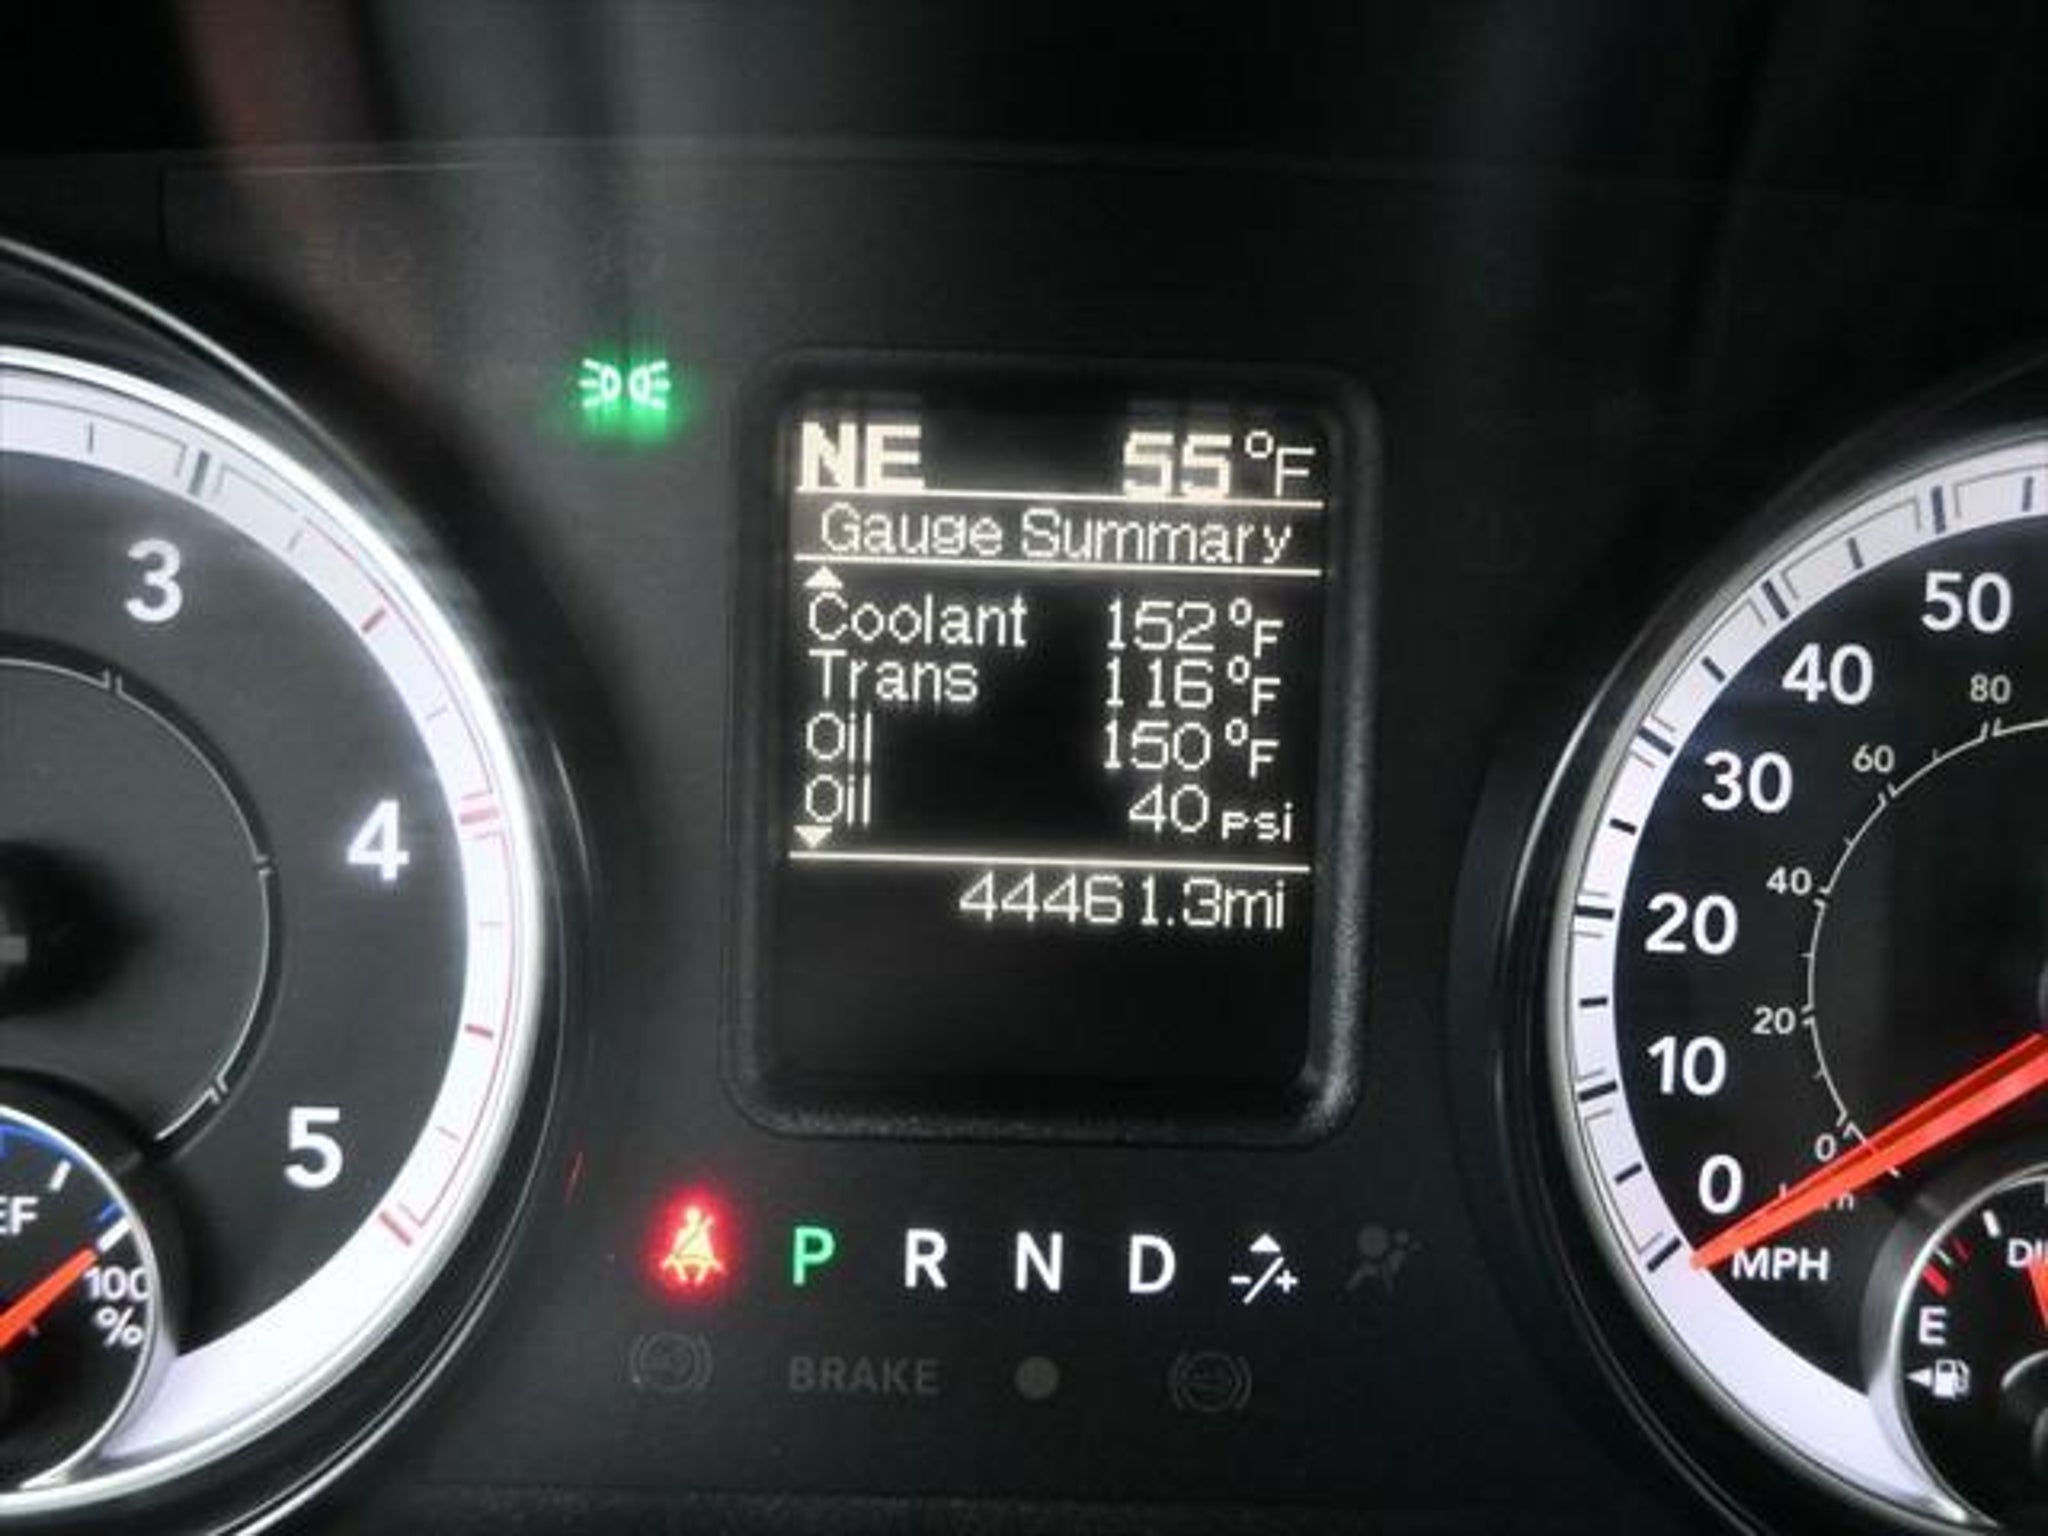 NE 55°F
Gauge Summary
Coolant 152°F
Trans 116°F
Oil 150°F
Oil 40 psi
44461.3mi
3
4
5
EF
100
%
P R N D -/+
BRAKE
50
40
30
20
10
0
MPH
80
60
40
20
0
E